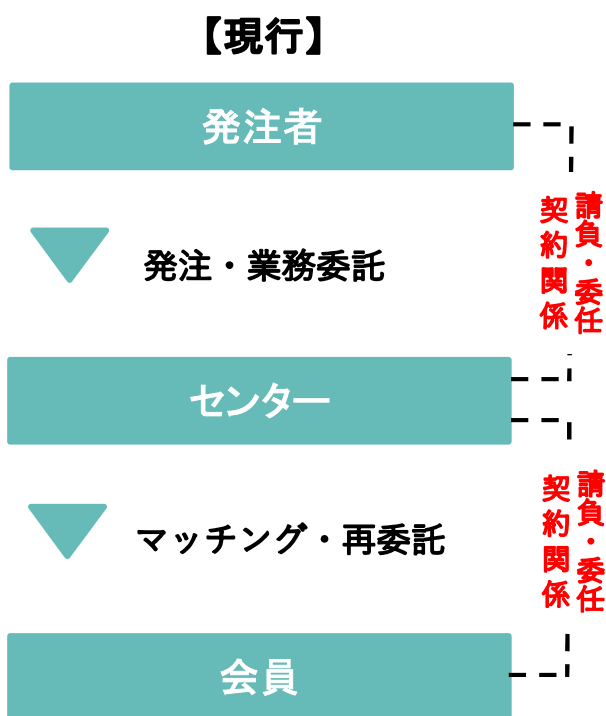 【現行】
発注者
発注・業務委託
請負・委任
契約関係
センター
マッチング・再委託
請負・委任
契約関係
会員